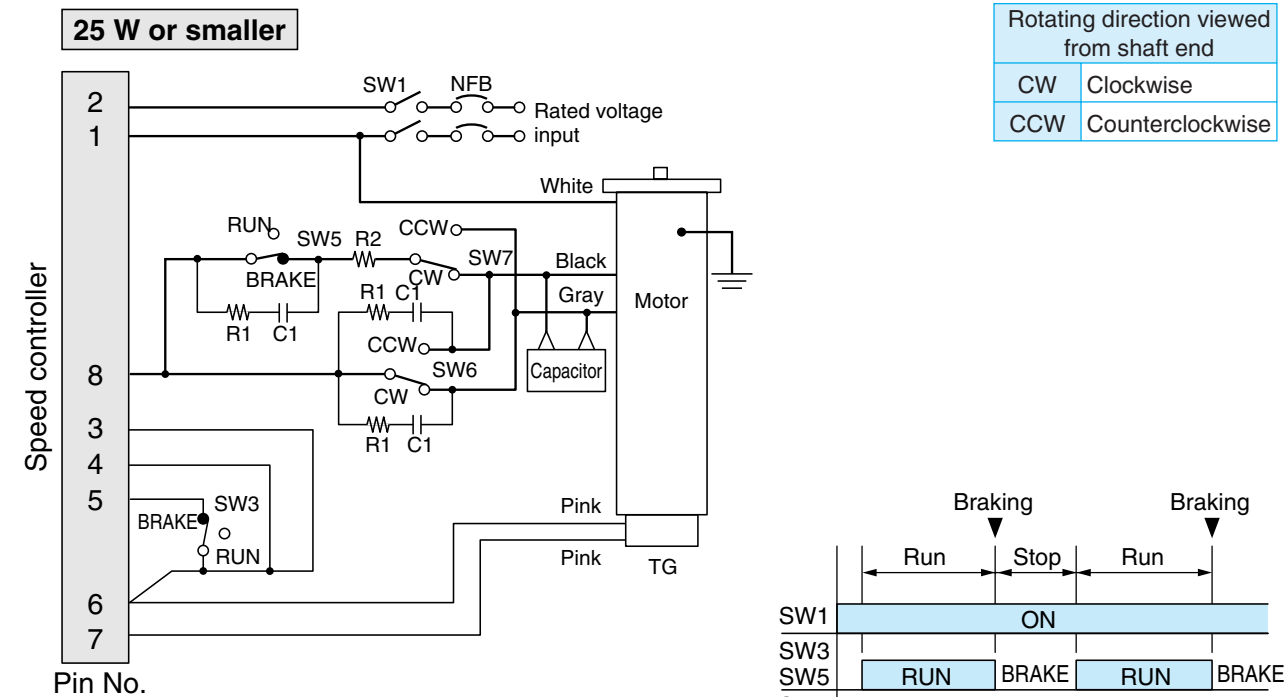 25 W or smaller
Rotating direction viewed
from shaft end
CW Clockwise
CCW Counterclockwise
SW1 NFB
2
Rated voltage
1
input
White
RUN SW5 R2 CCW SW7
BRAKE CW Black
R1 C1 Gray
R1 C1
Motor
CCW
SW6 Capacitor
8
CW
R1 C1
Speed controller
3
4
5
SW3
BRAKE
RUN
Pink
Pink
TG
6
7
Pin No.
Braking Braking
Run Stop Run
SW1 ON
SW3
SW5 RUN BRAKE RUN BRAKE